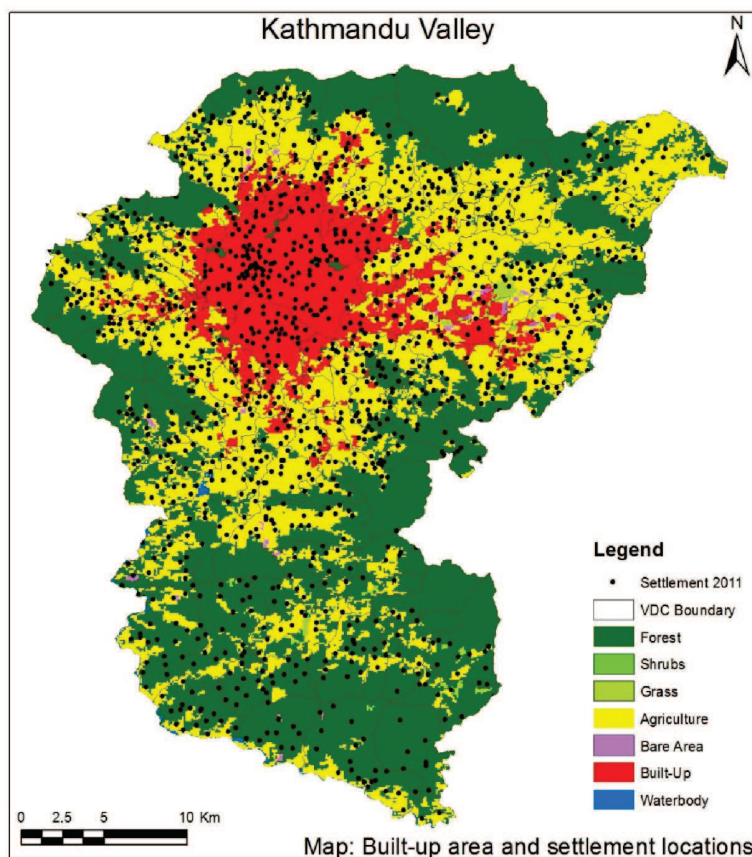 Kathmandu Valley
N
Legend
Settlement 2011
VDC Boundary
Forest
Shrubs
Grass
Agriculture
Bare Area
Built-Up
Waterbody
0 2.5 5 10 Km
Map: Built-up area and settlement locations